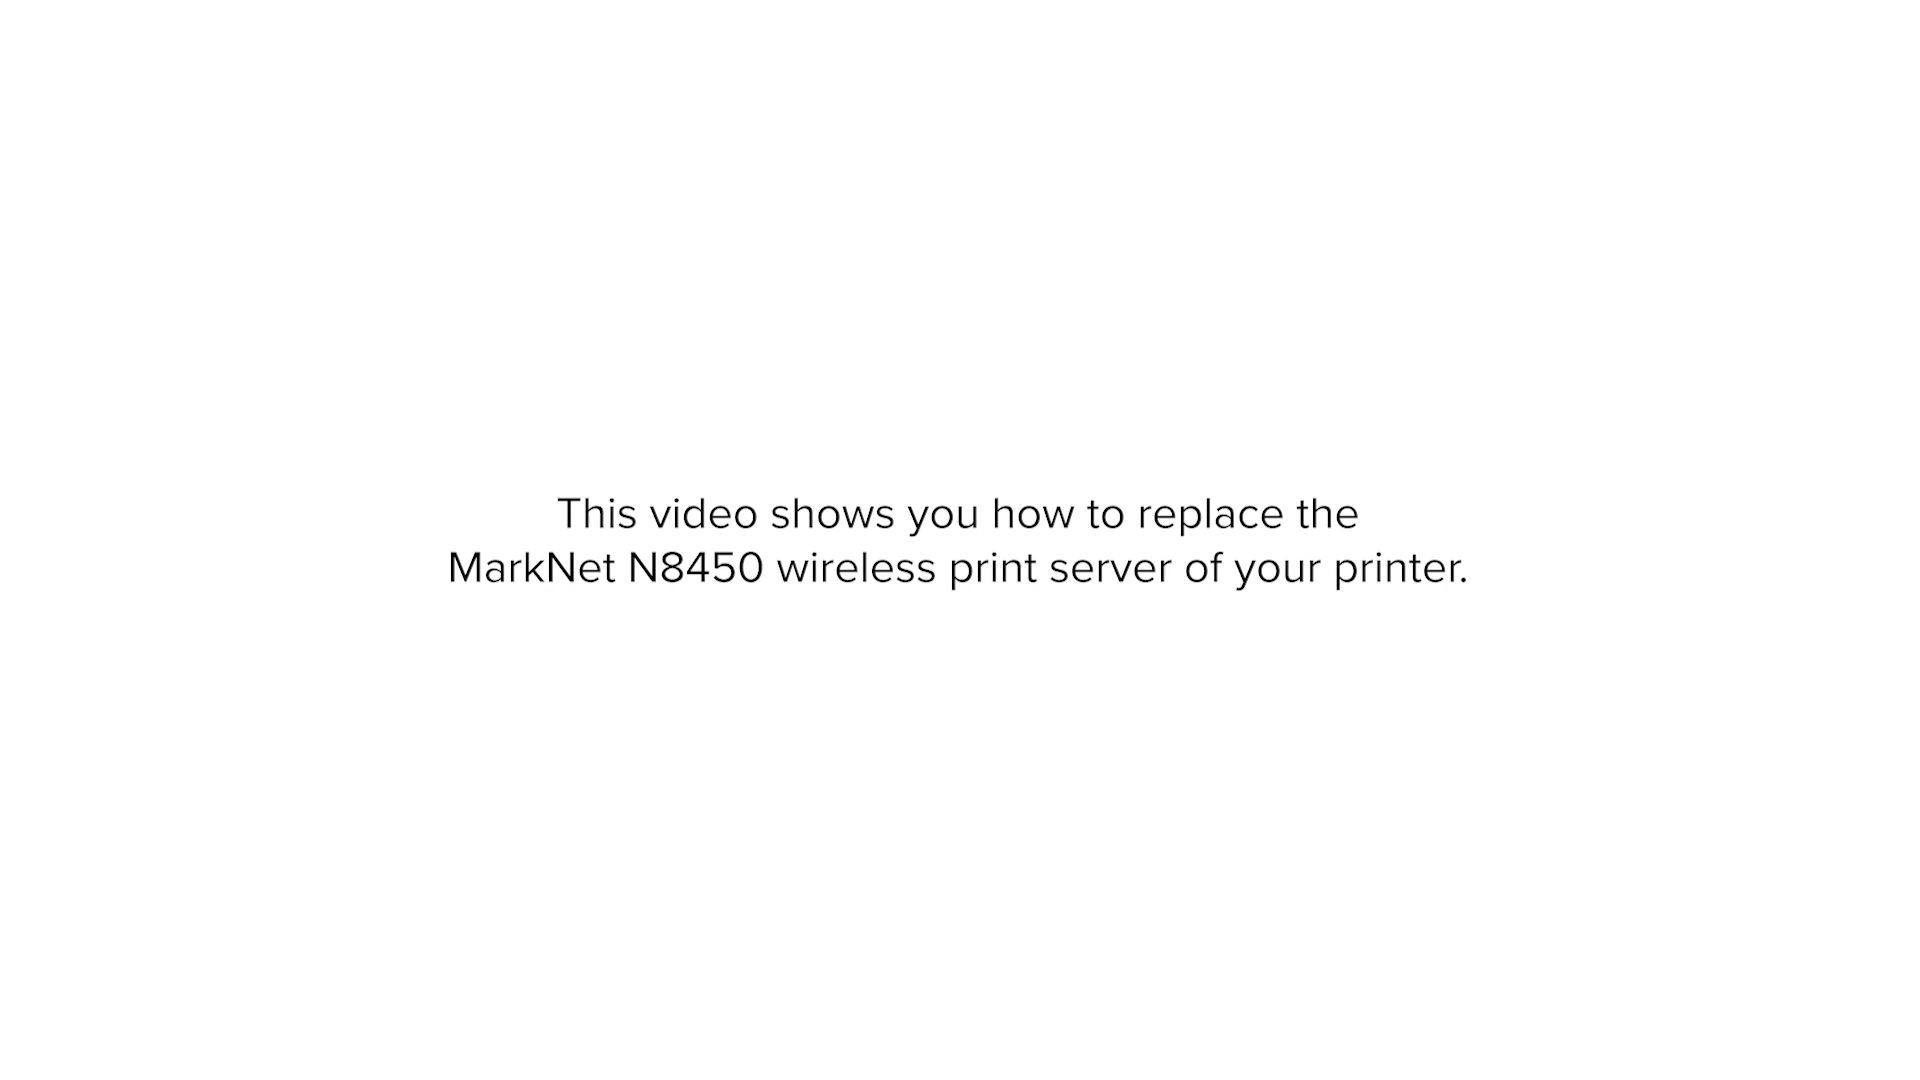 This video shows you how to replace the
MarkNet N8450 wireless print server of your printer.